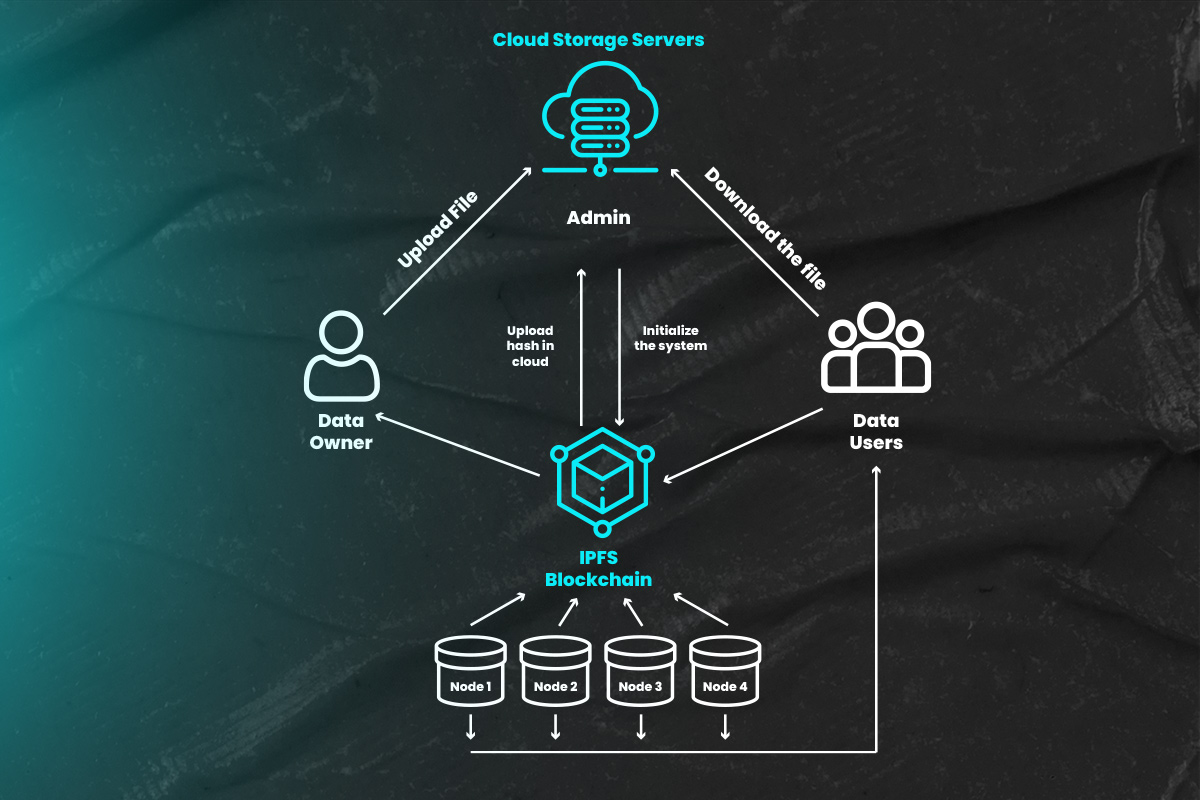 Cloud Storage Servers
Upload File
Download the file
Admin
Upload
hash in
cloud
Initialize
the system
Data
Owner
Data
Users
IPFS
Blockchain
Node 1
Node 2
Node 3
Node 4